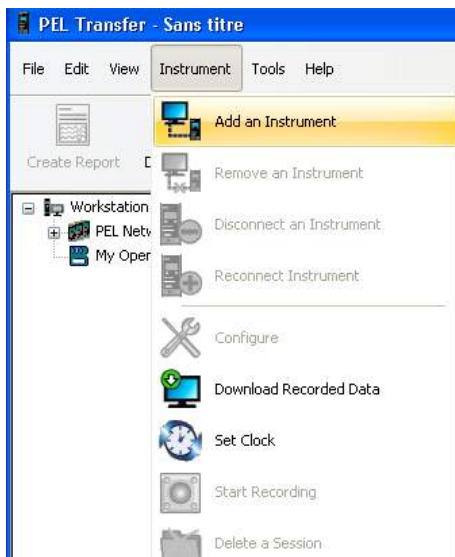 PEL Transfer - Sans titre
File Edit View Instrument Tools Help
Add an Instrument
Create Report
Remove an Instrument
Workstation
Disconnect an Instrument
PEL Netw
My Oper
Reconnect Instrument
Configure
Download Recorded Data
Set Clock
Start Recording
Delete a Session